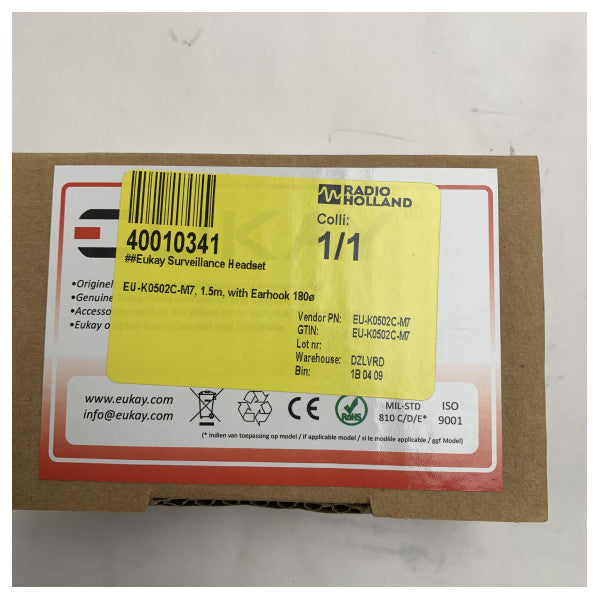 RADIO
HOLLAND
Colli:
40010341
1/1
##Eukay Surveillance Headset
EU-K0502C-M7, 1.5m, with Earhook 180ø
Vendor PN: EU-K0502C-M7
GTIN: EU-K0502C-M7
Lot nr:
Warehouse: DZLVRD
Bin: 1B 04 09
EUKAY
•Originel
•Genuine
•Accesso
•Eukay o
www.eukay.com
info@eukay.com
CE
RoHS
MIL-STD
810 C/D/E*
ISO
9001
(* Indien van toepassing op model / if applicable model / si le modèle applicable / ggf Model)